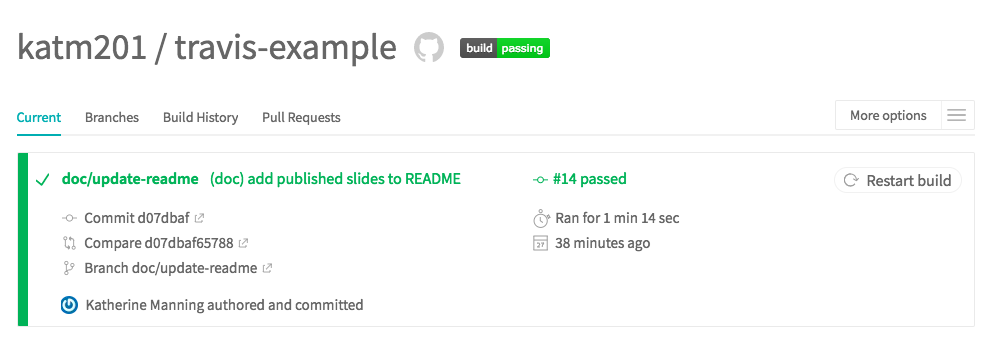 katm201 / travis-example build passing
Current Branches Build History Pull Requests More options
doc/update-readme (doc) add published slides to README #14 passed Restart build
Commit d07dbaf Ran for 1 min 14 sec
Compare d07dbaf65788 27 38 minutes ago
Branch doc/update-readme
Katherine Manning authored and committed